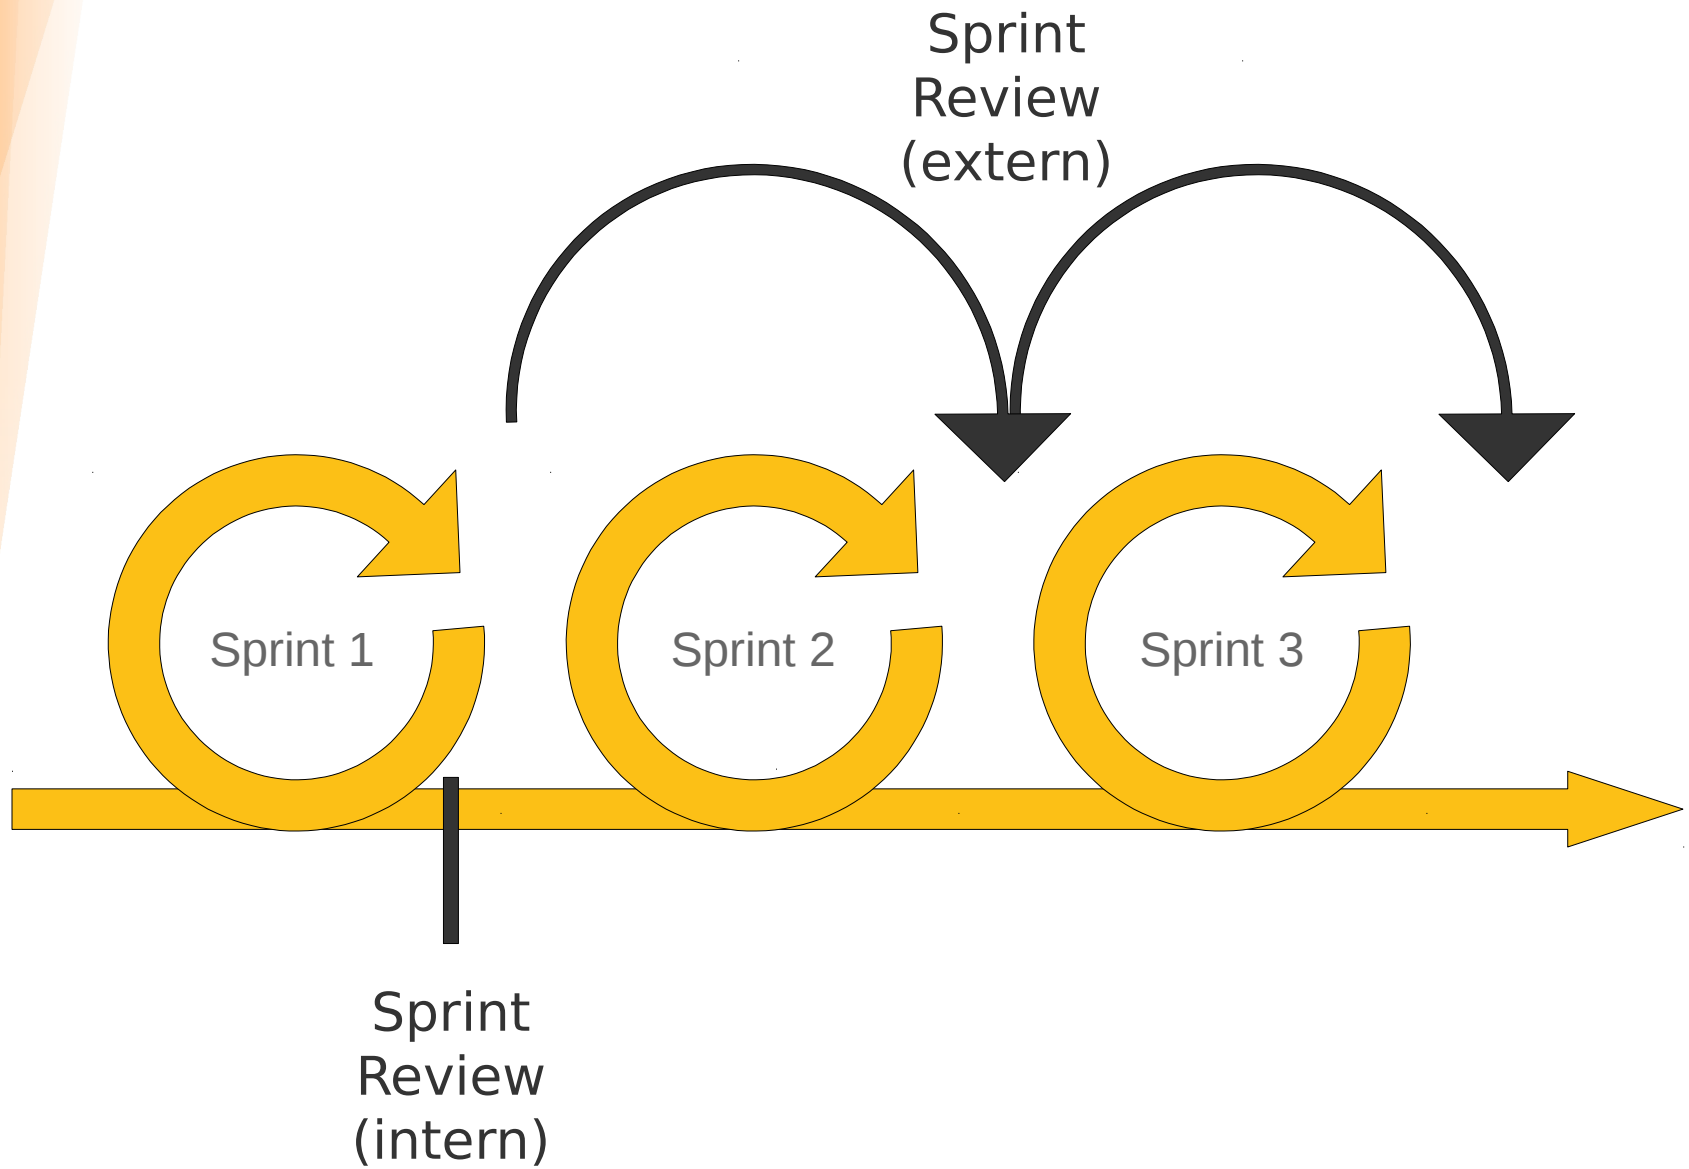 Sprint
Review
(extern)
Sprint 1
Sprint 2
Sprint 3
Sprint
Review
(intern)